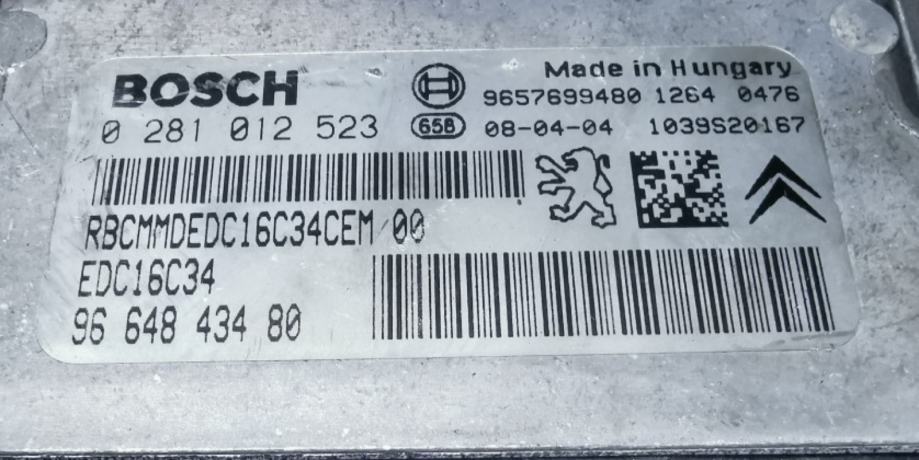 BOSCH
Made in Hungary
9657699480 1264 0476
0 281 012 523
658 08-04-04 1039S20167
RBCMMDEDC16C34CEM/00
EDC16C34
96 648 434 80